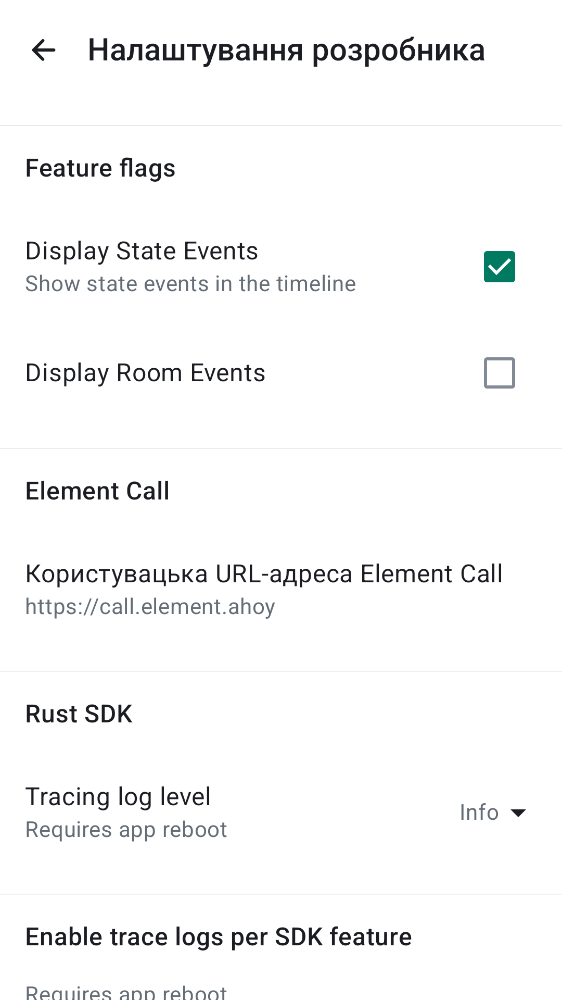 Налаштування розробника
Feature flags
Display State Events
Show state events in the timeline
Display Room Events
Element Call
Користувацька URL-адреса Element Call
https://call.element.ahoy
Rust SDK
Tracing log level
Requires app reboot
Info
Enable trace logs per SDK feature
Requires app reboot